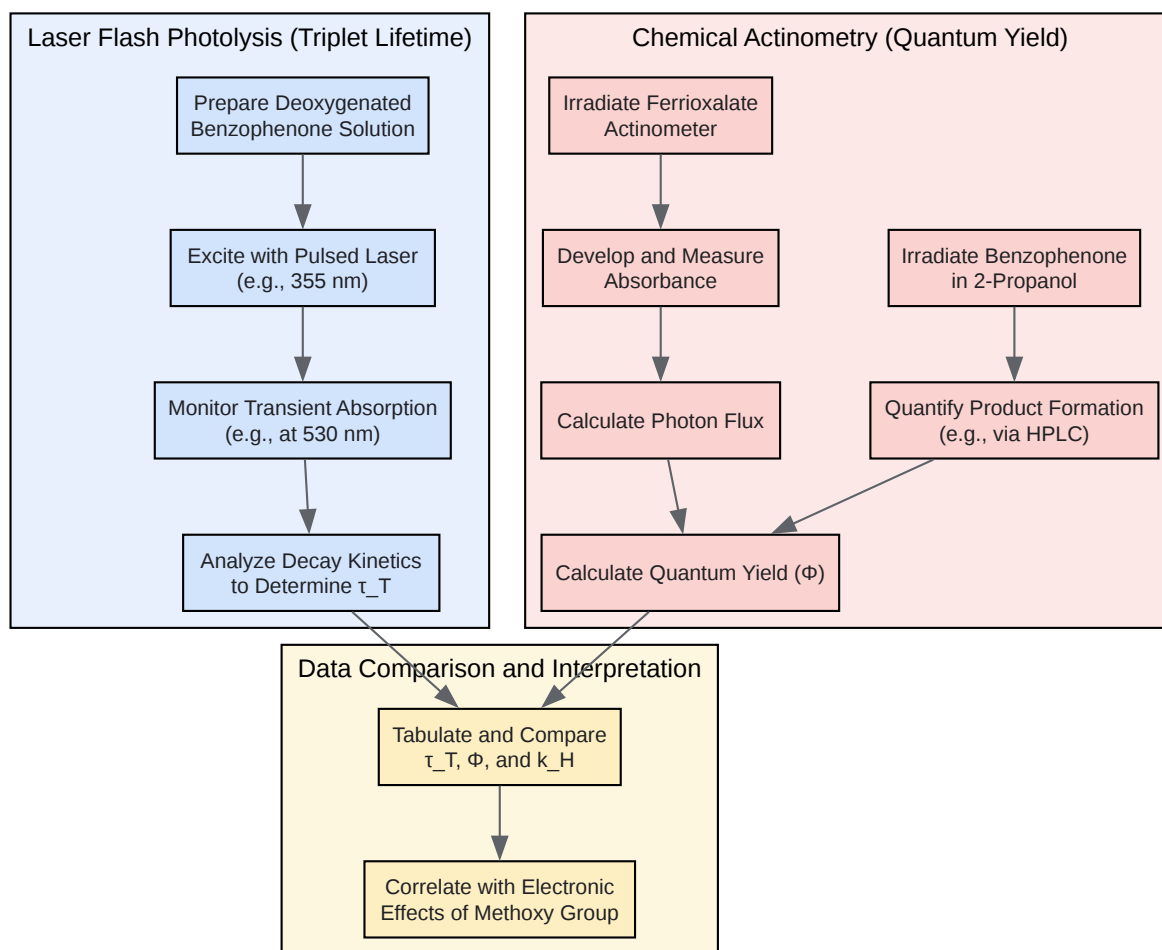 Laser Flash Photolysis (Triplet Lifetime)
Prepare Deoxygenated
Benzophenone Solution
Excite with Pulsed Laser
(e.g., 355 nm)
Monitor Transient Absorption
(e.g., at 530 nm)
Analyze Decay Kinetics
to Determine τ_T
Chemical Actinometry (Quantum Yield)
Irradiate Ferrioxalate
Actinometer
Develop and Measure
Absorbance
Calculate Photon Flux
Irradiate Benzophenone
in 2-Propanol
Quantify Product Formation
(e.g., via HPLC)
Calculate Quantum Yield (Φ)
Data Comparison and Interpretation
Tabulate and Compare
τ_T, Φ, and k_H
Correlate with Electronic
Effects of Methoxy Group